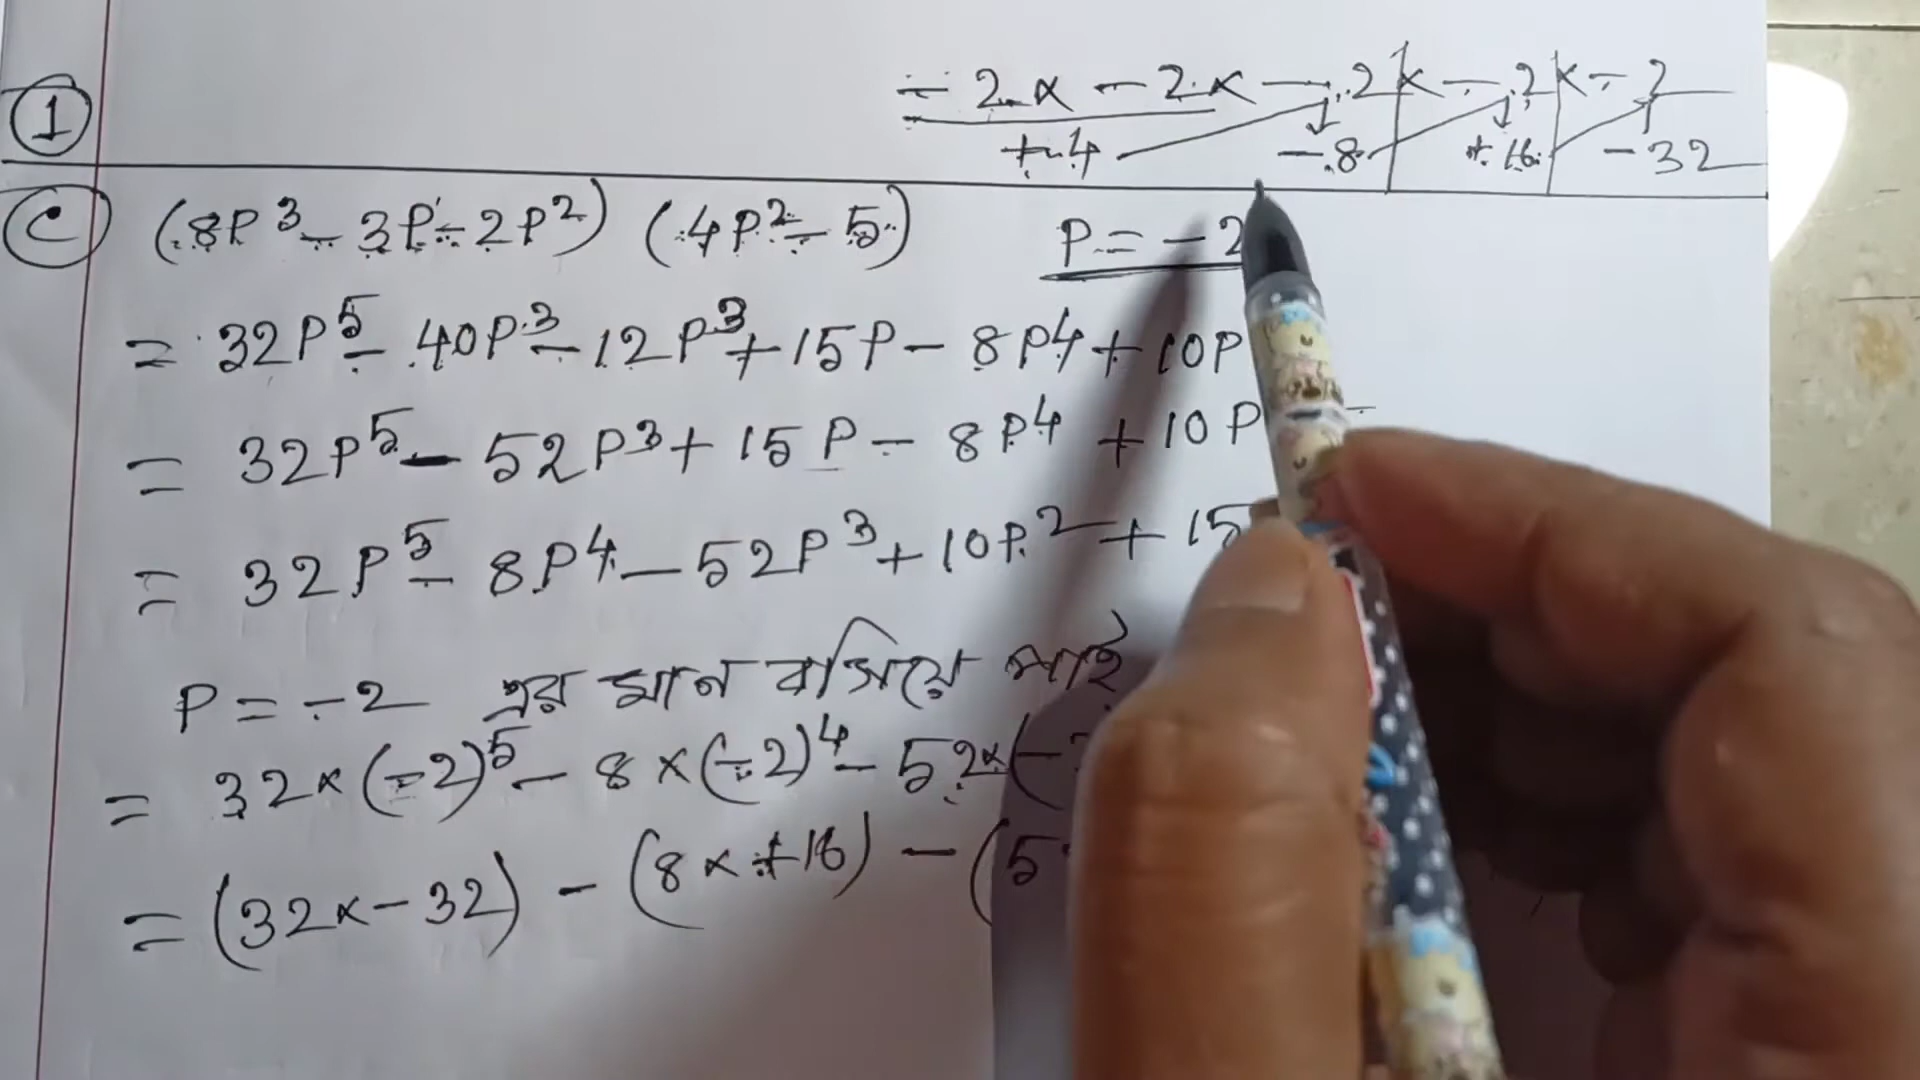 1
- 2 x - 2 x - 2 x - 2 x - 2
+ 4 - 8 + 16 - 32
C (8P³ - 3P - 2P²) (4P² - 5) P = - 2
= 32P⁵ - 40P³ - 12P³ + 15P - 8P⁴ + 10P
= 32P⁵ - 52P³ + 15P - 8P⁴ + 10P
= 32P⁵ - 8P⁴ - 52P³ + 10P² + 15
P = - 2 এর মান বসিয়ে পাই
= 32 x (-2)⁵ - 8 x (-2)⁴ - 52 x (-
= (32 x - 32) - (8 x + 16) - (5